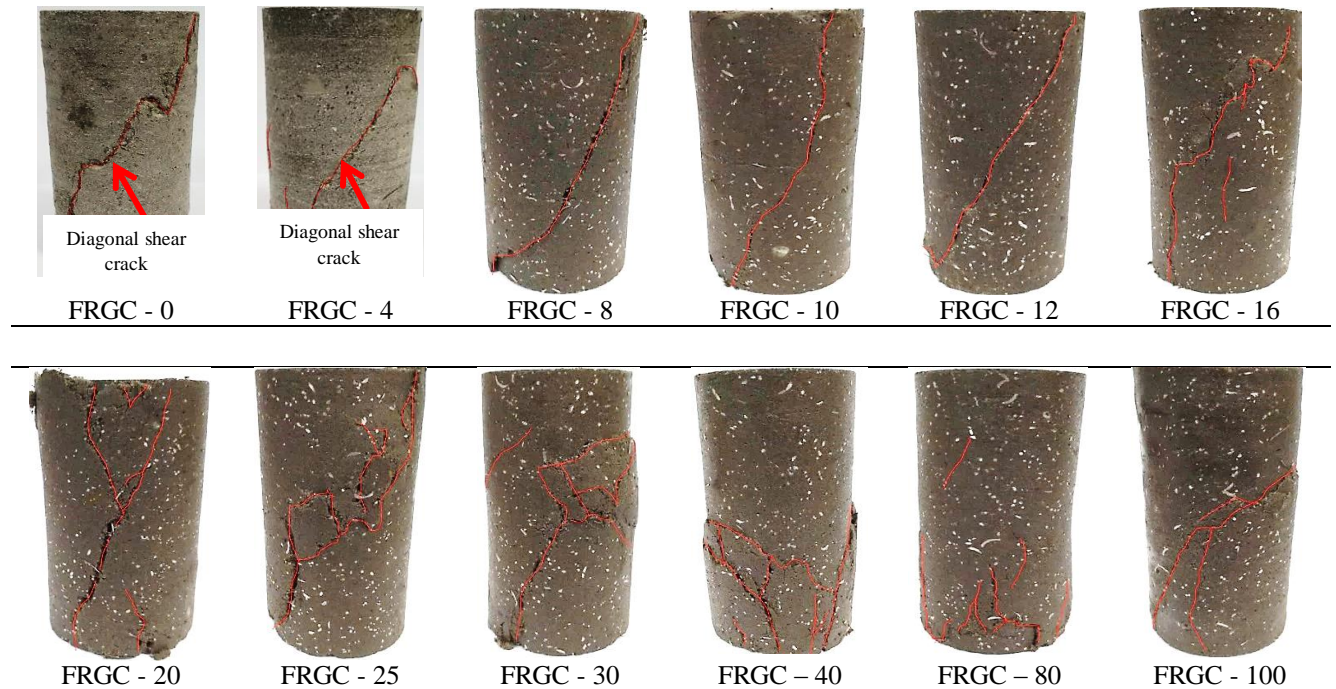 Diagonal shear
crack
Diagonal shear
crack
FRGC - 0
FRGC - 4
FRGC - 8
FRGC - 10
FRGC - 12
FRGC - 16
FRGC - 20
FRGC - 25
FRGC - 30
FRGC – 40
FRGC – 80
FRGC - 100